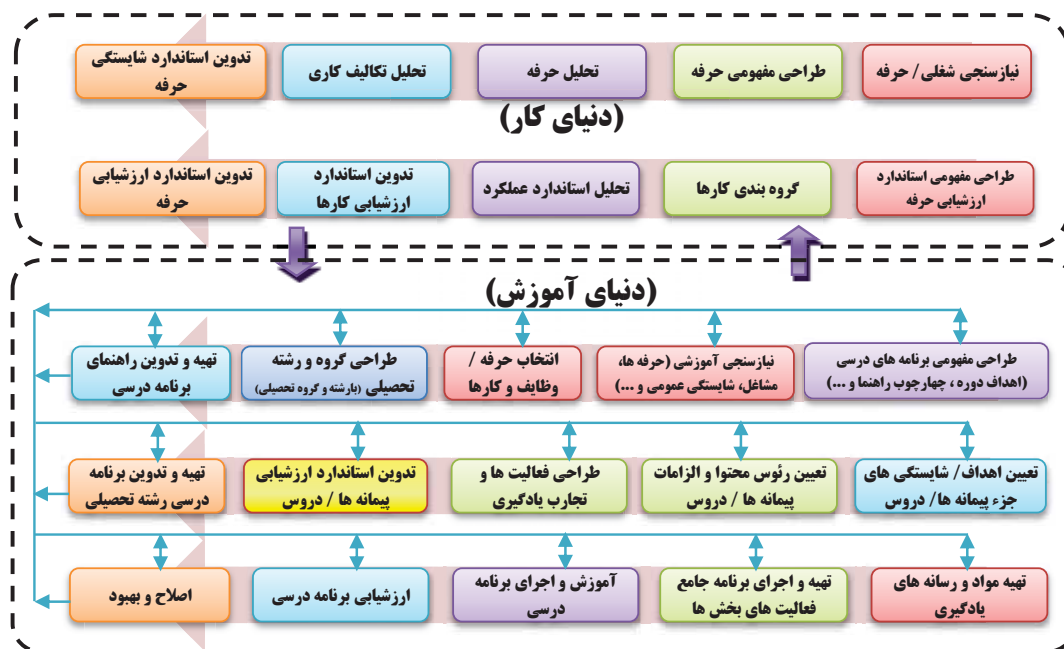 نیازسنجی شغلی / حرفه
طراحی مفهومی حرفه
تحلیل حرفه
تحلیل تکالیف کاری
تدوین استاندارد شایستگی
حرفه
(دنیای کار)
طراحی مفهومی استاندارد
ارزشیابی حرفه
گروه بندی کارها
تحلیل استاندارد عملکرد
تدوین استاندارد
ارزشیابی کارها
تدوین استاندارد ارزشیابی
حرفه
(دنیای آموزش)
طراحی مفهومی برنامه های درسی
(اهداف دوره ، چهارچوب راهنما و ...)
نیازسنجی آموزشی (حرفه ها،
مشاغل، شایستگی عمومی و ...)
انتخاب حرفه /
وظایف و کارها
طراحی گروه و رشته
تحصیلی (بارشته و گروه تحصیلی)
تهیه و تدوین راهنمای
برنامه درسی
تعیین اهداف/ شایستگی های
جزء پیمانه ها/ دروس
تعیین رئوس محتوا و الزامات
پیمانه ها / دروس
طراحی فعالیت ها و
تجارب یادگیری
تدوین استاندارد ارزشیابی
پیمانه ها / دروس
تهیه و تدوین برنامه
درسی رشته تحصیلی
تهیه مواد و رسانه های
یادگیری
تهیه و اجرای برنامه جامع
فعالیت های بخش ها
آموزش و اجرای برنامه
درسی
ارزشیابی برنامه درسی
اصلاح و بهبود